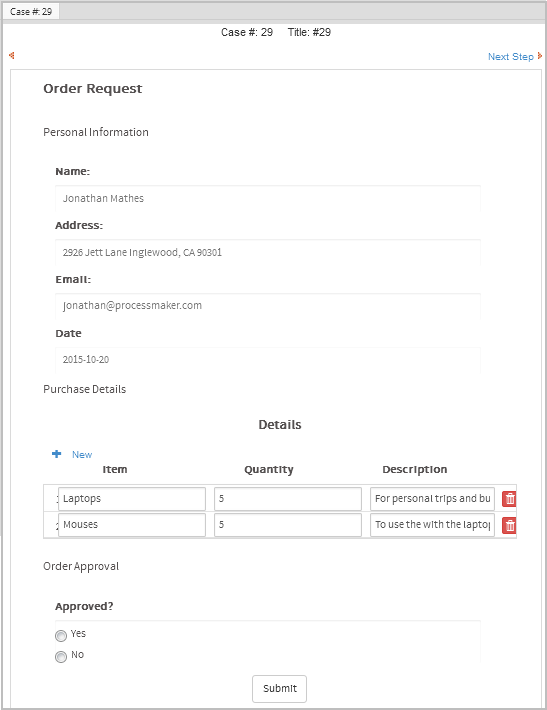 Case #: 29
Case #: 29 Title: #29
Next Step
Order Request
Personal Information
Name:
Jonathan Mathes
Address:
2926 Jett Lane Inglewood, CA 90301
Email:
jonathan@processmaker.com
Date
2015-10-20
Purchase Details
Details
New
Item Quantity Description
1 Laptops 5 For personal trips and bu
2 Mouses 5 To use the with the laptop
Order Approval
Approved?
Yes
No
Submit